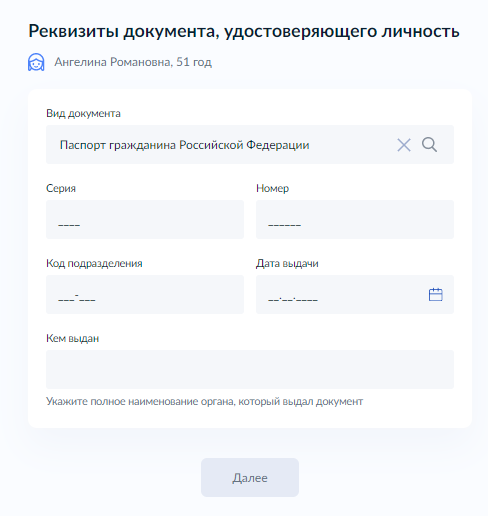 Реквизиты документа, удостоверяющего личность
Ангелина Романовна, 51 год
Вид документа
Паспорт гражданина Российской Федерации
Серия
Номер
____
______
Код подразделения
Дата выдачи
___-___
__.__.____
Кем выдан
Укажите полное наименование органа, который выдал документ
Далее